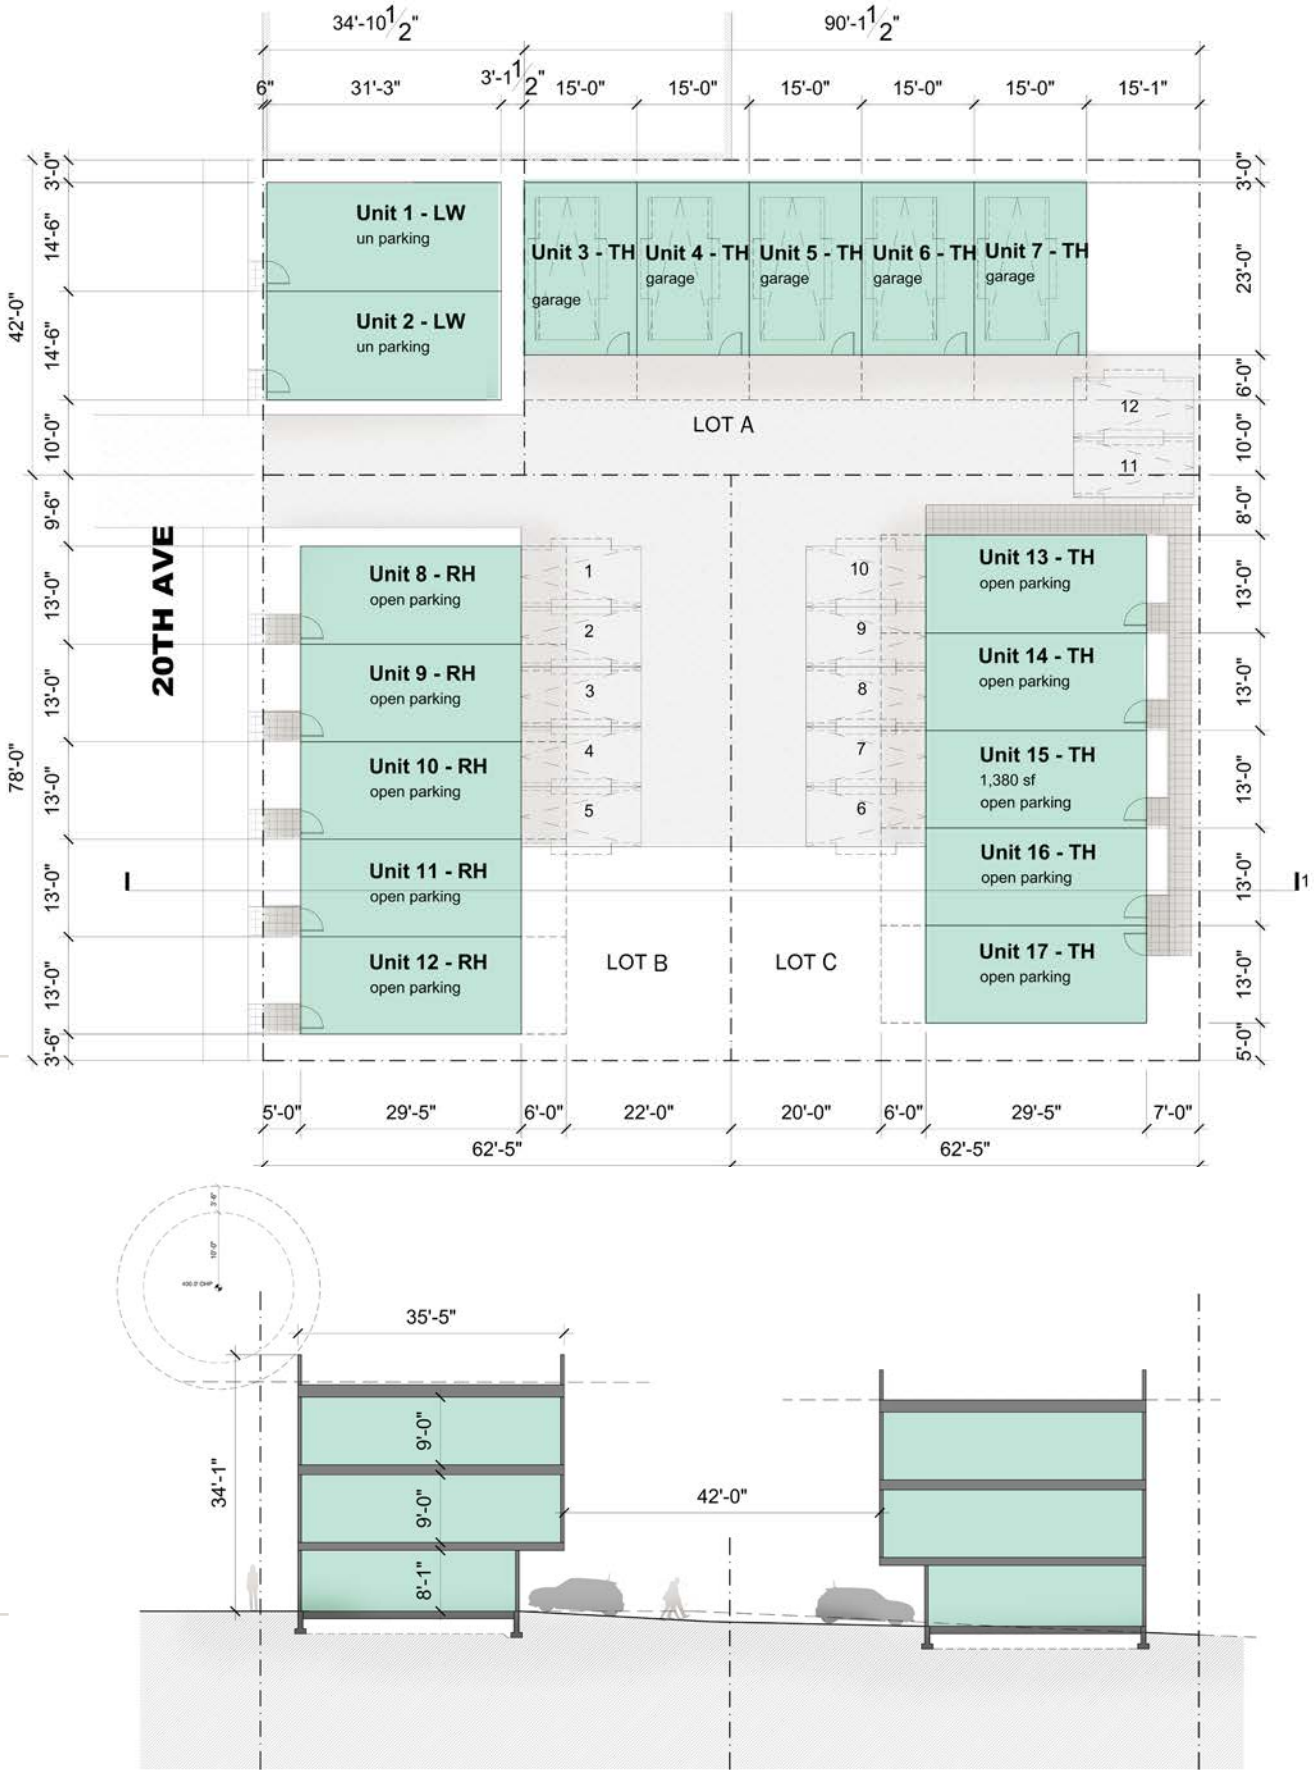 34'-10 1/2"
90'-1 1/2"
6"
31'-3"
3'-1 1/2"
15'-0"
15'-0"
15'-0"
15'-0"
15'-0"
15'-1"
3'-0"
14'-6"
14'-6"
42'-0"
10'-0"
9'-6"
13'-0"
13'-0"
13'-0"
13'-0"
13'-0"
3'-6"
78'-0"
3'-0"
23'-0"
6'-0"
10'-0"
8'-0"
13'-0"
13'-0"
13'-0"
13'-0"
13'-0"
5'-0"
Unit 1 - LW
un parking
Unit 2 - LW
un parking
Unit 3 - TH
garage
Unit 4 - TH
garage
Unit 5 - TH
garage
Unit 6 - TH
garage
Unit 7 - TH
garage
LOT A
12
11
20TH AVE
Unit 8 - RH
open parking
Unit 9 - RH
open parking
Unit 10 - RH
open parking
Unit 11 - RH
open parking
Unit 12 - RH
open parking
1
2
3
4
5
10
9
8
7
6
Unit 13 - TH
open parking
Unit 14 - TH
open parking
Unit 15 - TH
1,380 sf
open parking
Unit 16 - TH
open parking
Unit 17 - TH
open parking
1
LOT B
LOT C
5'-0"
29'-5"
6'-0"
22'-0"
20'-0"
6'-0"
29'-5"
7'-0"
62'-5"
62'-5"
3'-6"
10'-0"
35'-5"
34'-1"
9'-0"
9'-0"
8'-1"
42'-0"